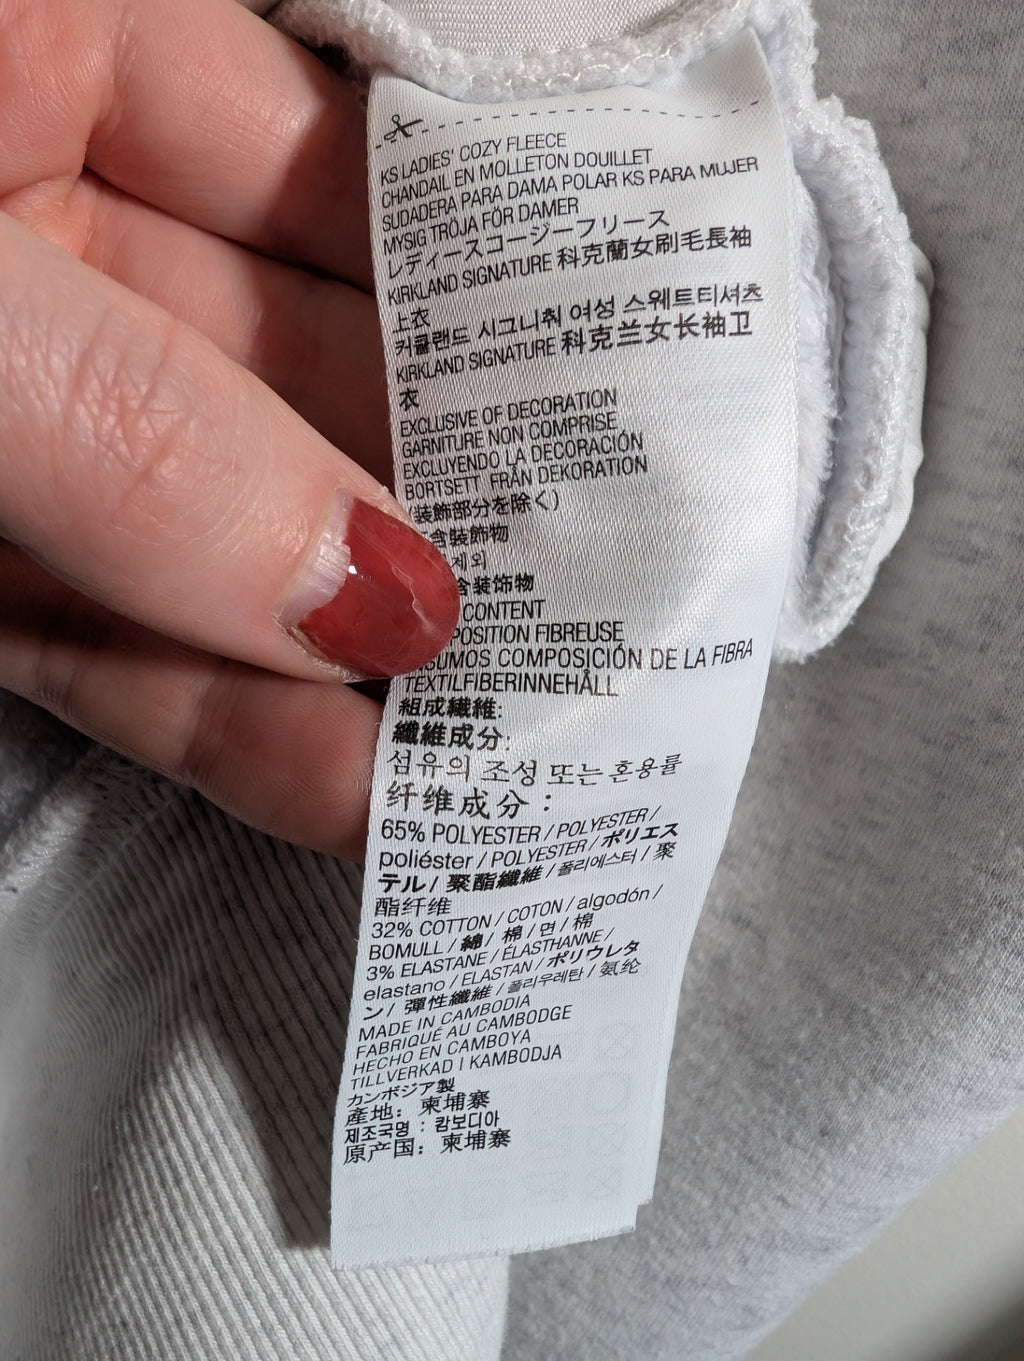 KS LADIES' COZY FLEECE
CHANDAIL EN MOLLETON DOUILLET
SUDADERA PARA DAMA POLAR KS PARA MUJER
MYSIG TRÖJA FÖR DAMER
レディースコージーフリース
KIRKLAND SIGNATURE 科克蘭女刷毛長袖
上衣
커클랜드 시그니춰 여성 스웨트티셔츠
KIRKLAND SIGNATURE 科克兰女长袖卫
衣
EXCLUSIVE OF DECORATION
GARNITURE NON COMPRISE
EXCLUYENDO LA DECORACIÓN
BORTSETT FRÅN DEKORATION
(装飾部分を除く)
含裝飾物
제외
含装饰物
CONTENT
POSITION FIBREUSE
SUMOS COMPOSICIÓN DE LA FIBRA
TEXTILFIBERINNEHÅLL
組成繊維:
纖維成分:
섬유의 조성 또는 혼용률
纤维成分：
65% POLYESTER / POLYESTER /
poliéster / POLYESTER / ポリエス
テル / 聚酯纖維 / 폴리에스터 / 聚
酯纤维
32% COTTON / COTON / algodón /
BOMULL / 綿 / 棉 / 면 / 棉
3% ELASTANE / ÉLASTHANNE /
elastano / ELASTAN / ポリウレタ
ン / 彈性纖維 / 폴리우레탄 / 氨纶
MADE IN CAMBODIA
FABRIQUÉ AU CAMBODGE
HECHO EN CAMBOYA
TILLVERKAD I KAMBODJA
カンボジア製
產地：柬埔寨
제조국명 : 캄보디아
原产国：柬埔寨